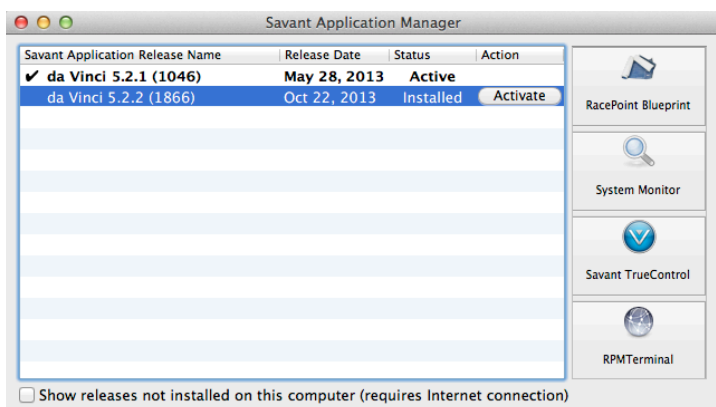 Savant Application Manager
Savant Application Release Name Release Date Status Action
✔ da Vinci 5.2.1 (1046) May 28, 2013 Active
da Vinci 5.2.2 (1866) Oct 22, 2013 Installed Activate
RacePoint Blueprint
System Monitor
Savant TrueControl
RPMTerminal
Show releases not installed on this computer (requires Internet connection)